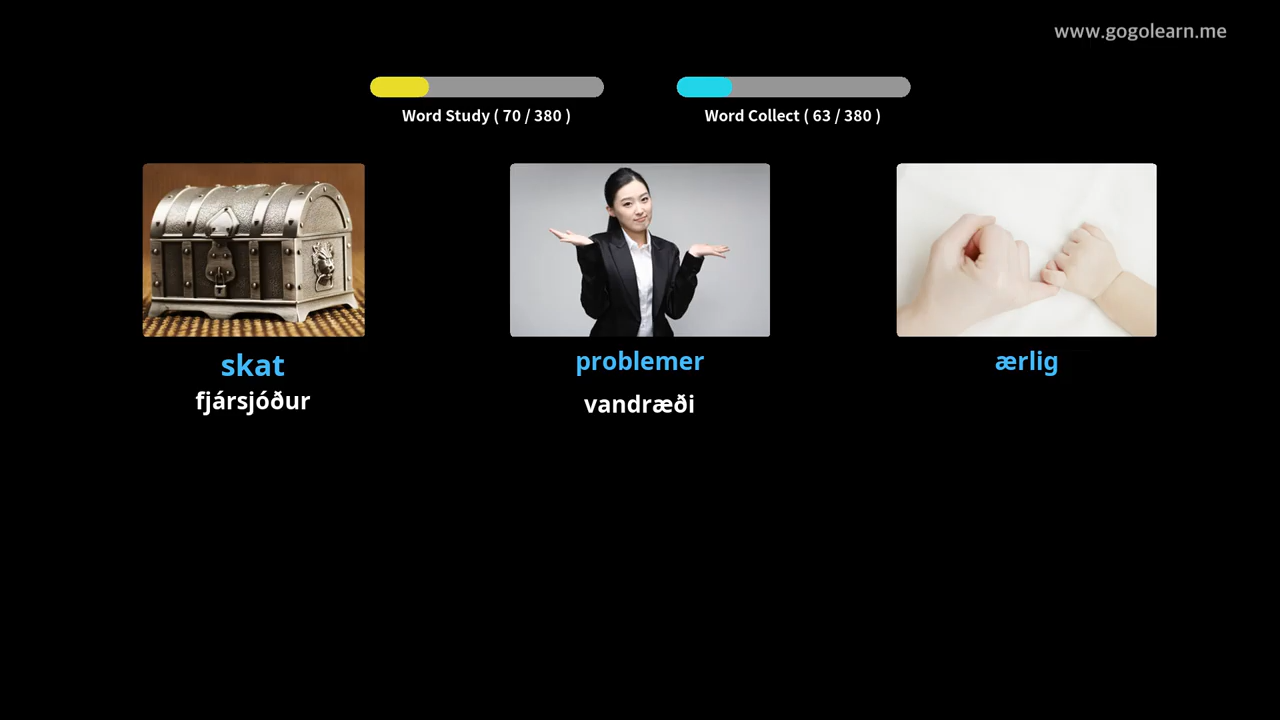 www.gogolearn.me
Word Study ( 70 / 380 )
Word Collect ( 63 / 380 )
skat
fjársjóður
problemer
vandræði
ærlig